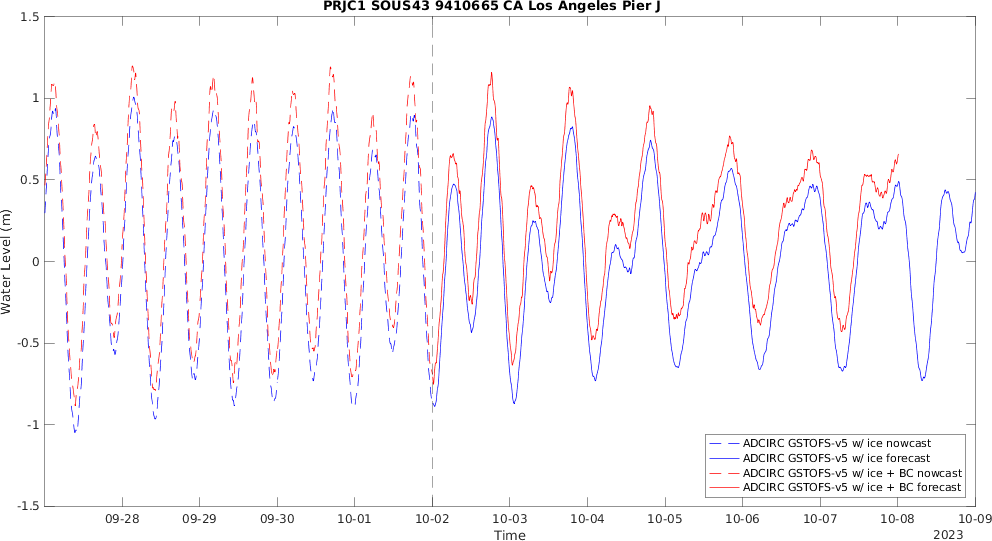 PRJC1 SOUS43 9410665 CA Los Angeles Pier J
1.5
1
0.5
0
-0.5
-1
-1.5
Water Level (m)
09-28 09-29 09-30 10-01 10-02 10-03 10-04 10-05 10-06 10-07 10-08 10-09
Time
2023
ADCIRC GSTOFS-v5 w/ ice nowcast
ADCIRC GSTOFS-v5 w/ ice forecast
ADCIRC GSTOFS-v5 w/ ice + BC nowcast
ADCIRC GSTOFS-v5 w/ ice + BC forecast